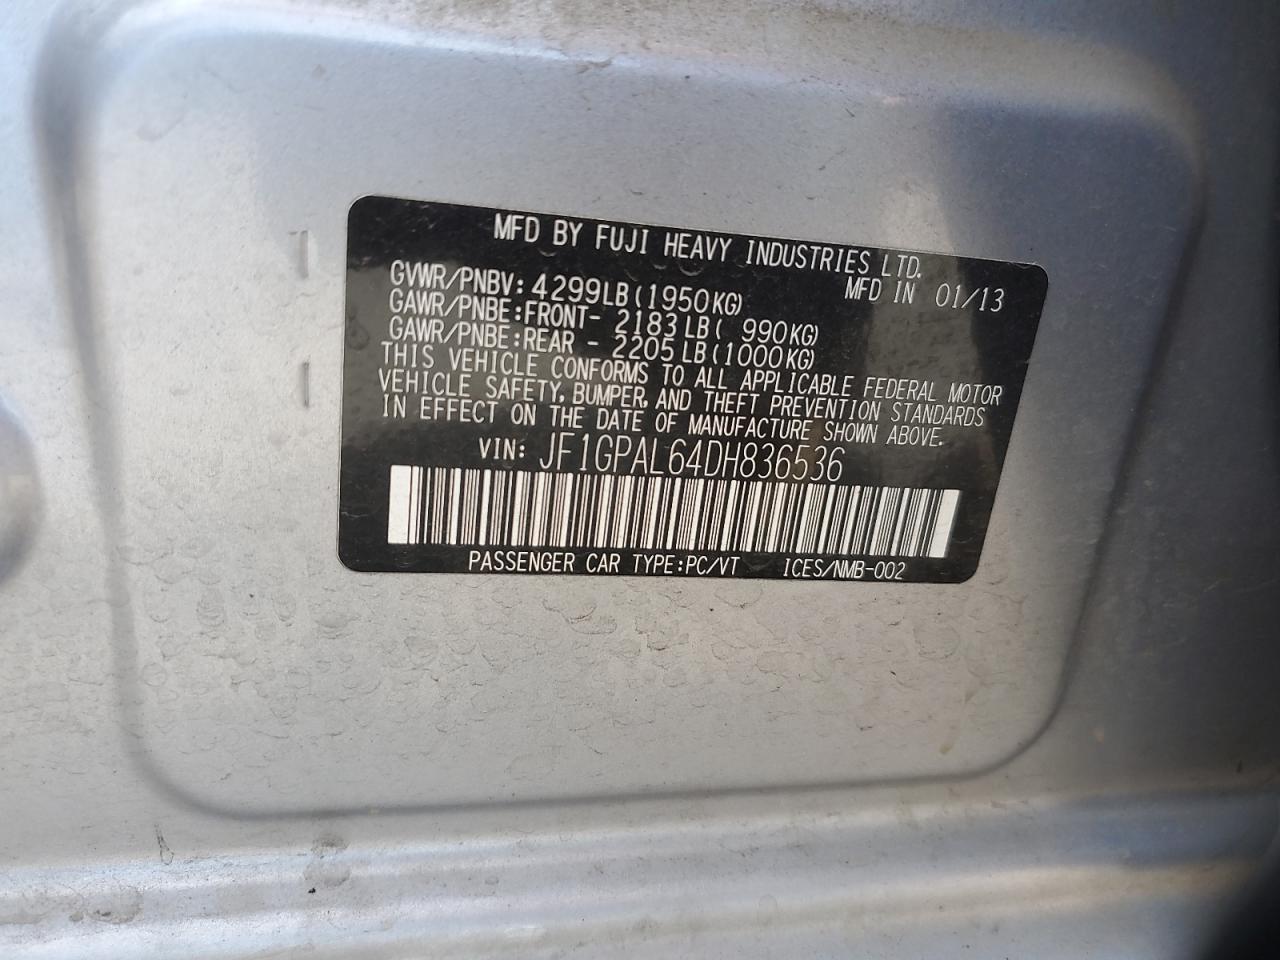 MFD BY FUJI HEAVY INDUSTRIES LTD.
MFD IN 01/13
GVWR/PNBV: 4299LB(1950KG)
GAWR/PNBE:FRONT- 2183LB( 990KG)
GAWR/PNBE:REAR - 2205LB(1000KG)
THIS VEHICLE CONFORMS TO ALL APPLICABLE FEDERAL MOTOR
VEHICLE SAFETY, BUMPER, AND THEFT PREVENTION STANDARDS
IN EFFECT ON THE DATE OF MANUFACTURE SHOWN ABOVE.
VIN: JF1GPAL64DH836536
PASSENGER CAR TYPE:PC/VT ICES/NMB-002